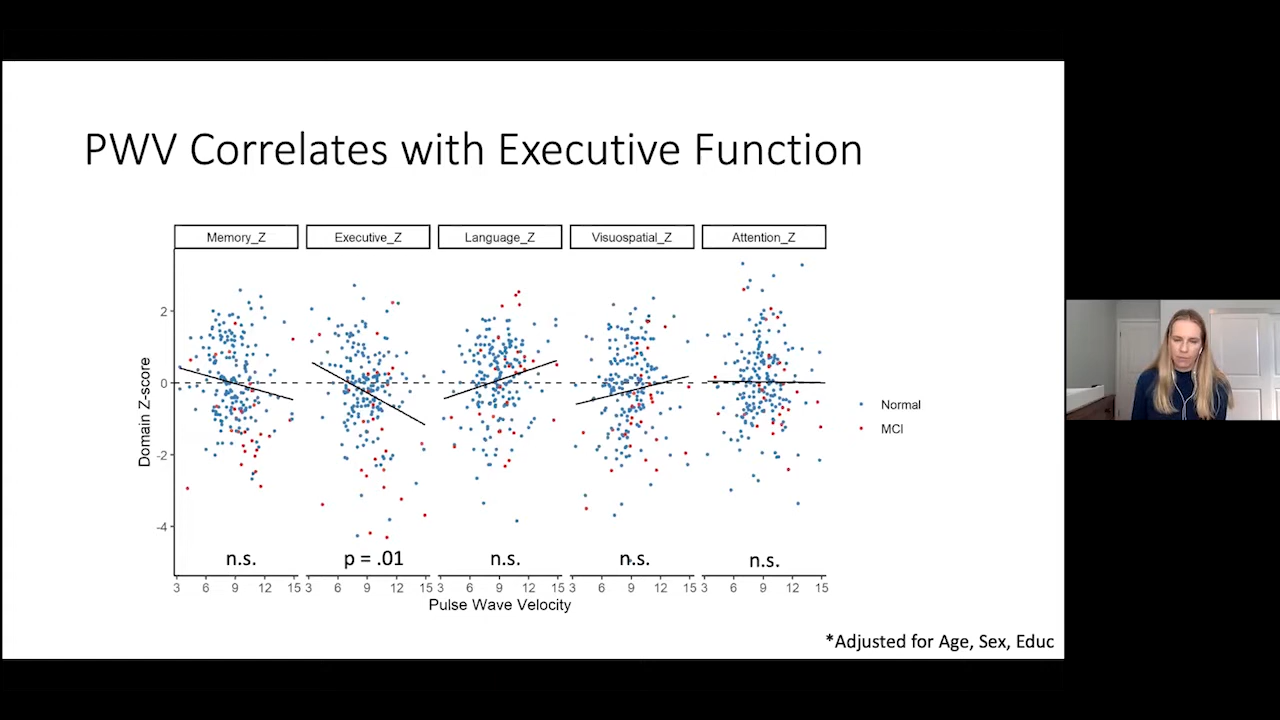 PWV Correlates with Executive Function
Memory_Z Executive_Z Language_Z Visuospatial_Z Attention_Z
Domain Z-score
2
0
-2
-4
Normal
MCI
n.s. p = .01 n.s. n.s. n.s.
3 6 9 12 15 3 6 9 12 15 3 6 9 12 15 3 6 9 12 15 3 6 9 12 15
Pulse Wave Velocity
*Adjusted for Age, Sex, Educ